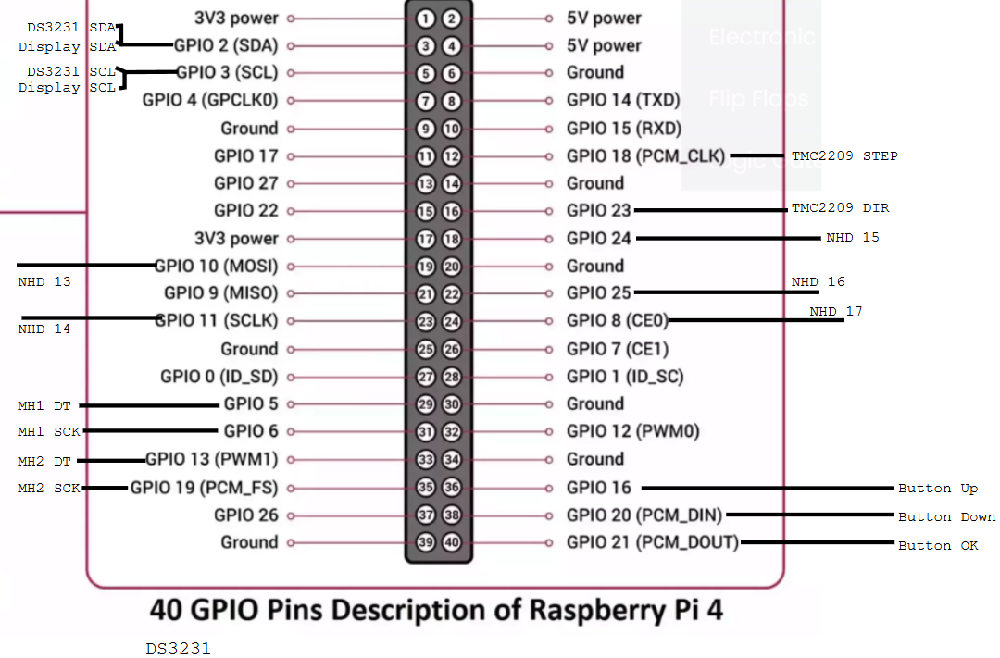 3V3 power 1 2 5V power
DS3231 SDA
Display SDA GPIO 2 (SDA) 3 4 5V power Electronic
DS3231 SCL GPIO 3 (SCL) 5 6 Ground
Display SCL
GPIO 4 (GPCLK0) 7 8 GPIO 14 (TXD) Flip Flops
Ground 9 10 GPIO 15 (RXD)
GPIO 17 11 12 GPIO 18 (PCM_CLK) TMC2209 STEP
GPIO 27 13 14 Ground
GPIO 22 15 16 GPIO 23 TMC2209 DIR
3V3 power 17 18 GPIO 24 NHD 15
GPIO 10 (MOSI) 19 20 Ground
NHD 13 NHD 16
GPIO 9 (MISO) 21 22 GPIO 25
NHD 17
GPIO 11 (SCLK) 23 24 GPIO 8 (CE0)
NHD 14
Ground 25 26 GPIO 7 (CE1)
GPIO 0 (ID_SD) 27 28 GPIO 1 (ID_SC)
MH1 DT GPIO 5 29 30 Ground
MH1 SCK GPIO 6 31 32 GPIO 12 (PWM0)
MH2 DT GPIO 13 (PWM1) 33 34 Ground
MH2 SCK GPIO 19 (PCM_FS) 35 36 GPIO 16 Button Up
GPIO 26 37 38 GPIO 20 (PCM_DIN) Button Down
Ground 39 40 GPIO 21 (PCM_DOUT) Button OK
40 GPIO Pins Description of Raspberry Pi 4
DS3231